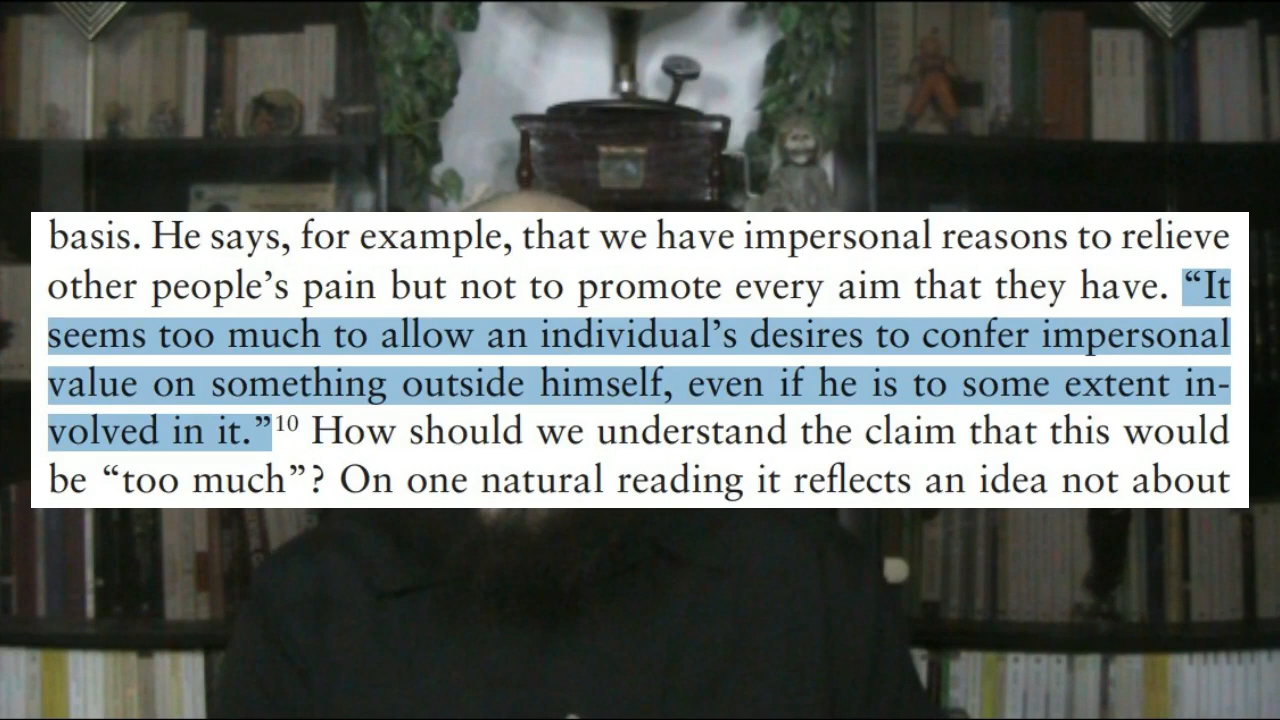 basis. He says, for example, that we have impersonal reasons to relieve
other people’s pain but not to promote every aim that they have. “It
seems too much to allow an individual’s desires to confer impersonal
value on something outside himself, even if he is to some extent in-
volved in it.”10 How should we understand the claim that this would
be “too much”? On one natural reading it reflects an idea not about